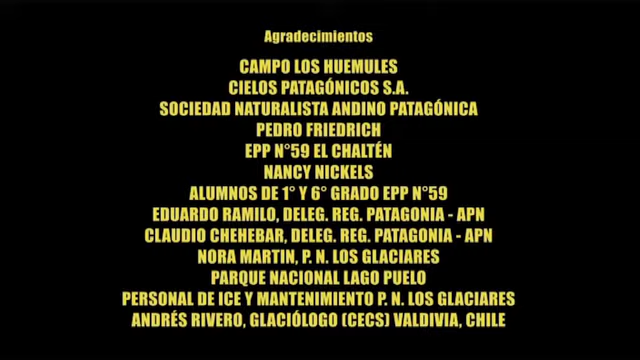 Agradecimientos
CAMPO LOS HUEMULES
CIELOS PATAGÓNICOS S.A.
SOCIEDAD NATURALISTA ANDINO PATAGÓNICA
PEDRO FRIEDRICH
EPP N°59 EL CHALTÉN
NANCY NICKELS
ALUMNOS DE 1° Y 6° GRADO EPP N°59
EDUARDO RAMILO, DELEG. REG. PATAGONIA - APN
CLAUDIO CHEHEBAR, DELEG. REG. PATAGONIA - APN
NORA MARTIN, P. N. LOS GLACIARES
PARQUE NACIONAL LAGO PUELO
PERSONAL DE ICE Y MANTENIMIENTO P. N. LOS GLACIARES
ANDRÉS RIVERO, GLACIÓLOGO (CECS) VALDIVIA, CHILE